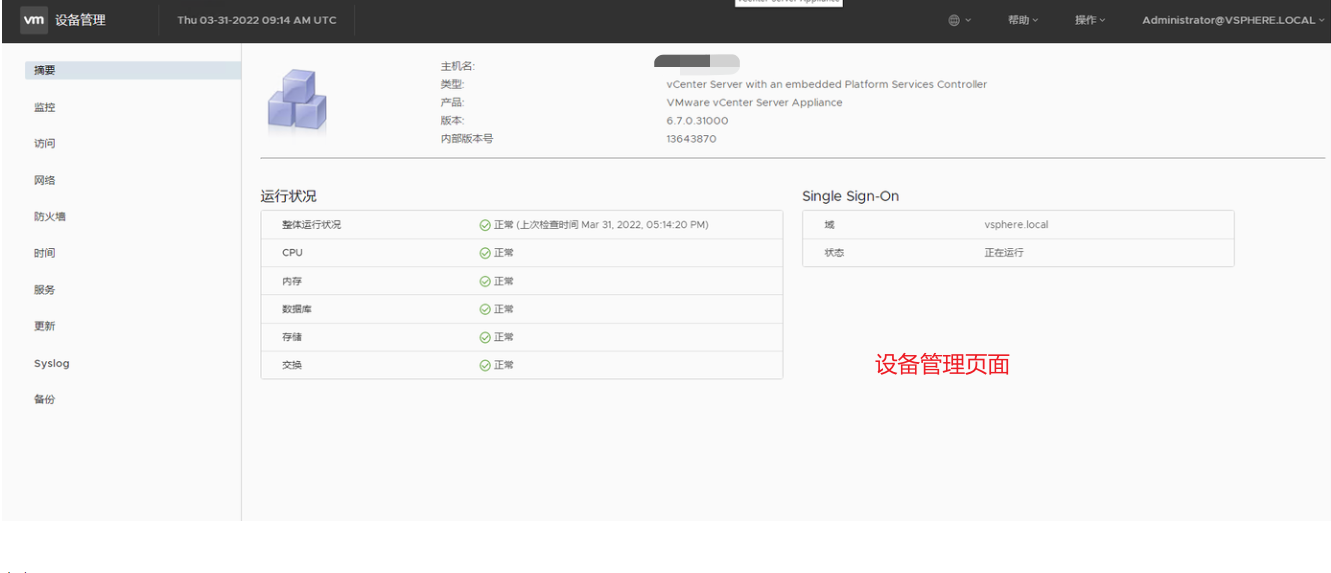 vm 设备管理 Thu 03-31-2022 09:14 AM UTC 帮助 操作 Administrator@VSPHERE.LOCAL
摘要
监控
访问
网络
防火墙
时间
服务
更新
Syslog
备份
主机名:
类型: vCenter Server with an embedded Platform Services Controller
产品: VMware vCenter Server Appliance
版本: 6.7.0.31000
内部版本号 13643870
运行状况
整体运行状况 正常 (上次检查时间 Mar 31, 2022, 05:14:20 PM)
CPU 正常
内存 正常
数据库 正常
存储 正常
交换 正常
Single Sign-On
域 vsphere.local
状态 正在运行
设备管理页面